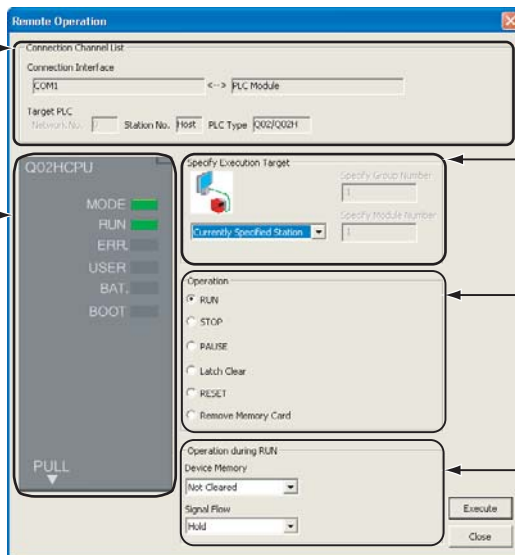 Remote Operation
Connection Channel List
Connection Interface
COM1
<--> PLC Module
Target PLC
Network No. Station No. Host PLC Type Q02/Q02H
Q02HCPU
MODE
RUN
ERR.
USER
BAT.
BOOT
PULL
Specify Execution Target
Currently Specified Station
Specify Group Number
1
Specify Module Number
1
Operation
RUN
STOP
PAUSE
Latch Clear
RESET
Remove Memory Card
Operation during RUN
Device Memory
Not Cleared
Signal Flow
Hold
Execute
Close